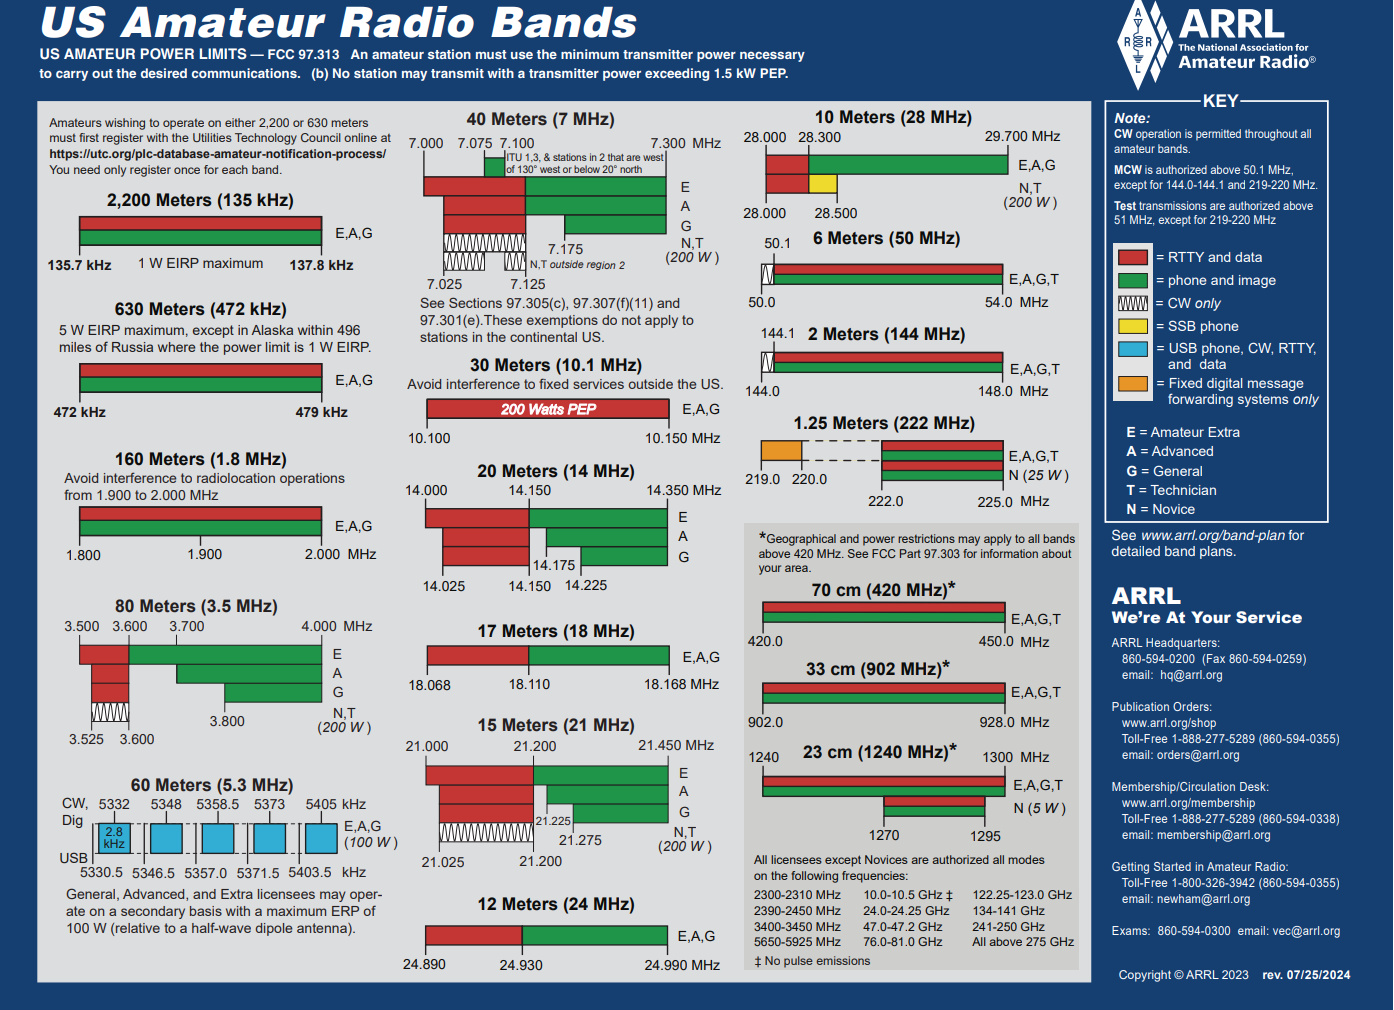 US Amateur Radio Bands
US AMATEUR POWER LIMITS — FCC 97.313 An amateur station must use the minimum transmitter power necessary
to carry out the desired communications. (b) No station may transmit with a transmitter power exceeding 1.5 kW PEP.
A
R R
L
ARRL
The National Association for
Amateur Radio®
Amateurs wishing to operate on either 2,200 or 630 meters
must first register with the Utilities Technology Council online at
https://utc.org/plc-database-amateur-notification-process/
You need only register once for each band.
2,200 Meters (135 kHz)
E,A,G
135.7 kHz 1 W EIRP maximum 137.8 kHz
630 Meters (472 kHz)
5 W EIRP maximum, except in Alaska within 496
miles of Russia where the power limit is 1 W EIRP.
E,A,G
472 kHz 479 kHz
160 Meters (1.8 MHz)
Avoid interference to radiolocation operations
from 1.900 to 2.000 MHz
E,A,G
1.800 1.900 2.000 MHz
80 Meters (3.5 MHz)
3.500 3.600 3.700 4.000 MHz
E
A
G
N,T
(200 W)
3.800
3.525 3.600
60 Meters (5.3 MHz)
CW,
Dig
5332 5348 5358.5 5373 5405 kHz
2.8
kHz
E,A,G
(100 W)
USB
5330.5 5346.5 5357.0 5371.5 5403.5 kHz
General, Advanced, and Extra licensees may oper-
ate on a secondary basis with a maximum ERP of
100 W (relative to a half-wave dipole antenna).
40 Meters (7 MHz)
7.000 7.075 7.100 7.300 MHz
ITU 1,3, & stations in 2 that are west
of 130° west or below 20° north
E
A
G
N,T
(200 W)
7.175
N,T outside region 2
7.025 7.125
See Sections 97.305(c), 97.307(f)(11) and
97.301(e).These exemptions do not apply to
stations in the continental US.
30 Meters (10.1 MHz)
Avoid interference to fixed services outside the US.
200 Watts PEP
E,A,G
10.100 10.150 MHz
20 Meters (14 MHz)
14.000 14.150 14.350 MHz
E
A
G
14.175
14.025 14.150 14.225
17 Meters (18 MHz)
E,A,G
18.068 18.110 18.168 MHz
15 Meters (21 MHz)
21.000 21.200 21.450 MHz
E
A
G
21.225
N,T
(200 W)
21.275
21.025 21.200
12 Meters (24 MHz)
E,A,G
24.890 24.930 24.990 MHz
10 Meters (28 MHz)
28.000 28.300 29.700 MHz
E,A,G
N,T
(200 W)
28.000 28.500
6 Meters (50 MHz)
50.1
E,A,G,T
50.0 54.0 MHz
2 Meters (144 MHz)
144.1
E,A,G,T
144.0 148.0 MHz
1.25 Meters (222 MHz)
E,A,G,T
N (25 W)
219.0 220.0
222.0 225.0 MHz
*Geographical and power restrictions may apply to all bands
above 420 MHz. See FCC Part 97.303 for information about
your area.
70 cm (420 MHz)*
E,A,G,T
420.0 450.0 MHz
33 cm (902 MHz)*
E,A,G,T
902.0 928.0 MHz
23 cm (1240 MHz)*
1240 1300 MHz
E,A,G,T
N (5 W)
1270 1295
All licensees except Novices are authorized all modes
on the following frequencies:
2300-2310 MHz 10.0-10.5 GHz ‡ 122.25-123.0 GHz
2390-2450 MHz 24.0-24.25 GHz 134-141 GHz
3400-3450 MHz 47.0-47.2 GHz 241-250 GHz
5650-5925 MHz 76.0-81.0 GHz All above 275 GHz
‡ No pulse emissions
KEY
Note:
CW operation is permitted throughout all
amateur bands.
MCW is authorized above 50.1 MHz,
except for 144.0-144.1 and 219-220 MHz.
Test transmissions are authorized above
51 MHz, except for 219-220 MHz
= RTTY and data
= phone and image
= CW only
= SSB phone
= USB phone, CW, RTTY,
and data
= Fixed digital message
forwarding systems only
E = Amateur Extra
A = Advanced
G = General
T = Technician
N = Novice
See www.arrl.org/band-plan for
detailed band plans.
ARRL
We're At Your Service
ARRL Headquarters:
860-594-0200 (Fax 860-594-0259)
email: hq@arrl.org
Publication Orders:
www.arrl.org/shop
Toll-Free 1-888-277-5289 (860-594-0355)
email: orders@arrl.org
Membership/Circulation Desk:
www.arrl.org/membership
Toll-Free 1-888-277-5289 (860-594-0338)
email: membership@arrl.org
Getting Started in Amateur Radio:
Toll-Free 1-800-326-3942 (860-594-0355)
email: newham@arrl.org
Exams: 860-594-0300 email: vec@arrl.org
Copyright © ARRL 2023 rev. 07/25/2024